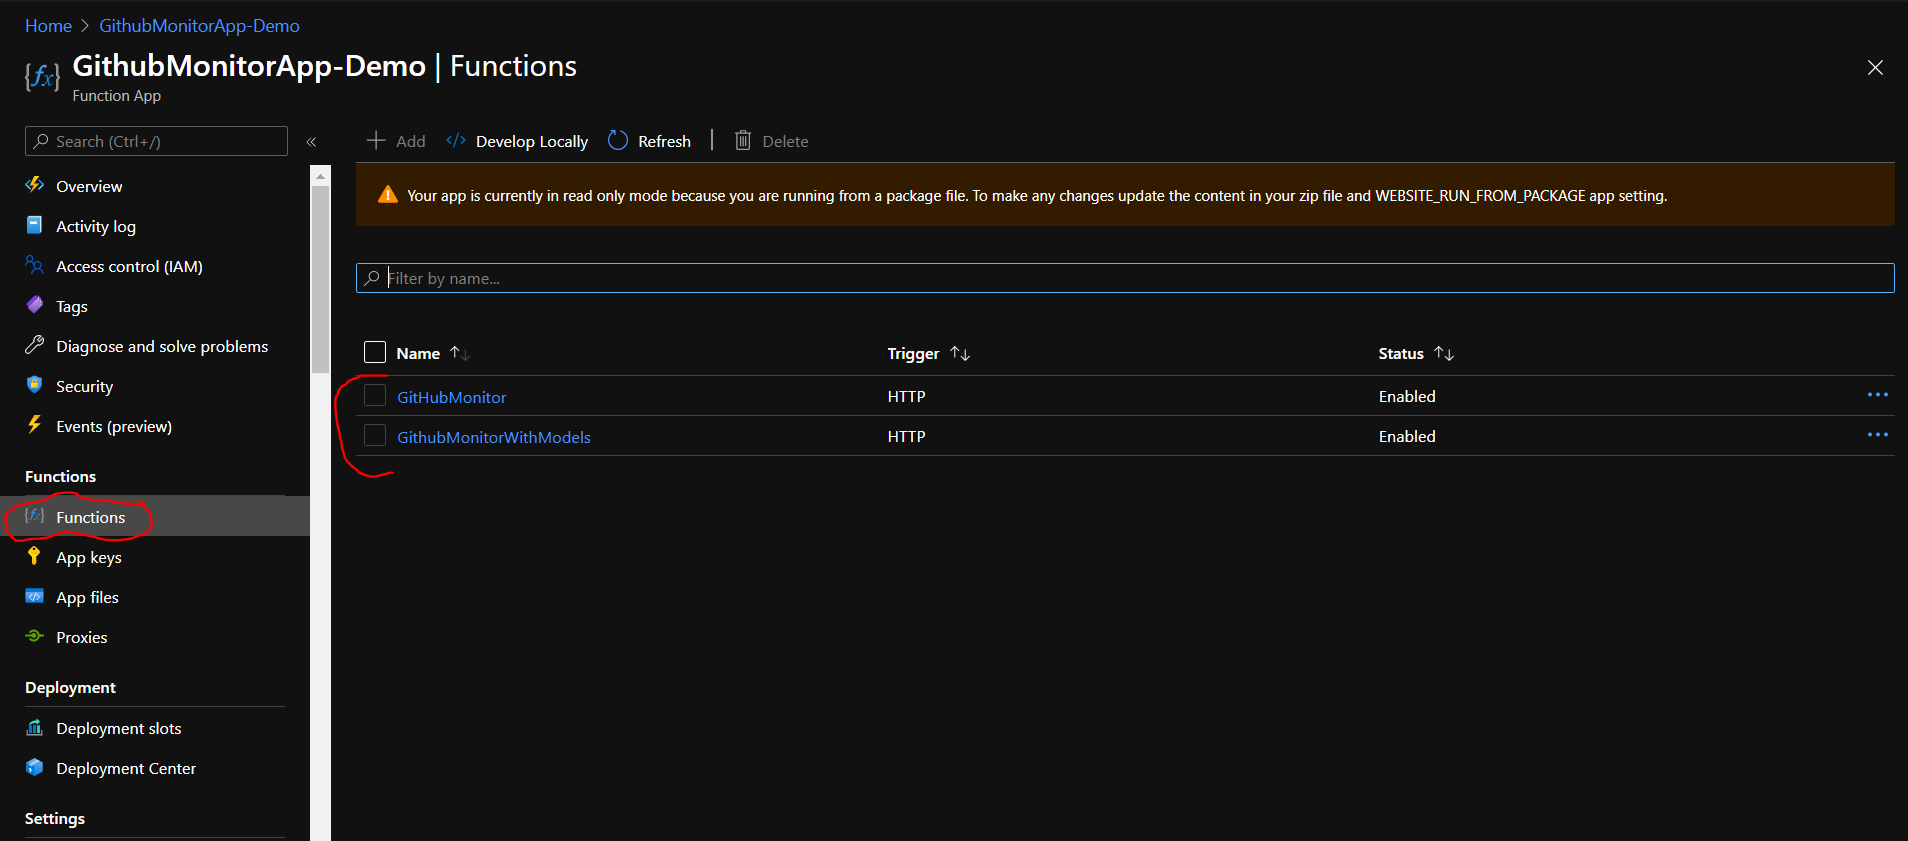 Home > GithubMonitorApp-Demo
GithubMonitorApp-Demo | Functions
Function App
Search (Ctrl+/)
«
Overview
Activity log
Access control (IAM)
Tags
Diagnose and solve problems
Security
Events (preview)
Functions
Functions
App keys
App files
Proxies
Deployment
Deployment slots
Deployment Center
Settings
Add Develop Locally Refresh | Delete
Your app is currently in read only mode because you are running from a package file. To make any changes update the content in your zip file and WEBSITE_RUN_FROM_PACKAGE app setting.
Filter by name...
Name Trigger Status
GitHubMonitor HTTP Enabled ...
GithubMonitorWithModels HTTP Enabled ...